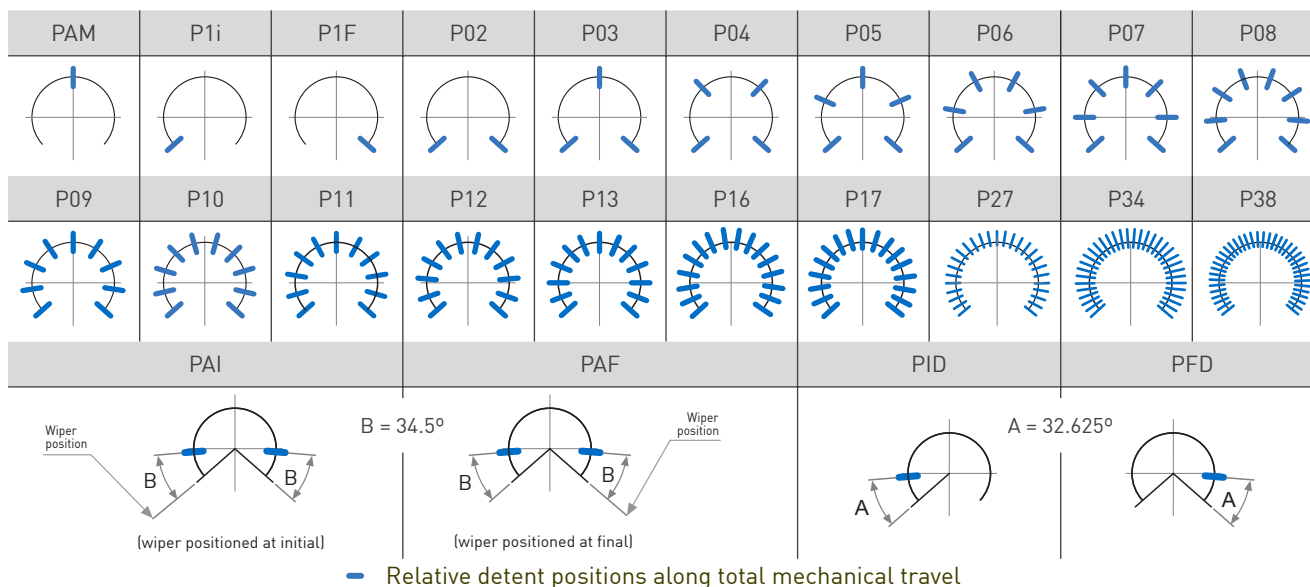 PAM P1i P1F P02 P03 P04 P05 P06 P07 P08
P09 P10 P11 P12 P13 P16 P17 P27 P34 P38
PAI PAF PID PFD
Wiper
position
B = 34.5º
Wiper
position
A = 32.625º
B B B B A A
(wiper positioned at initial) (wiper positioned at final)
Relative detent positions along total mechanical travel